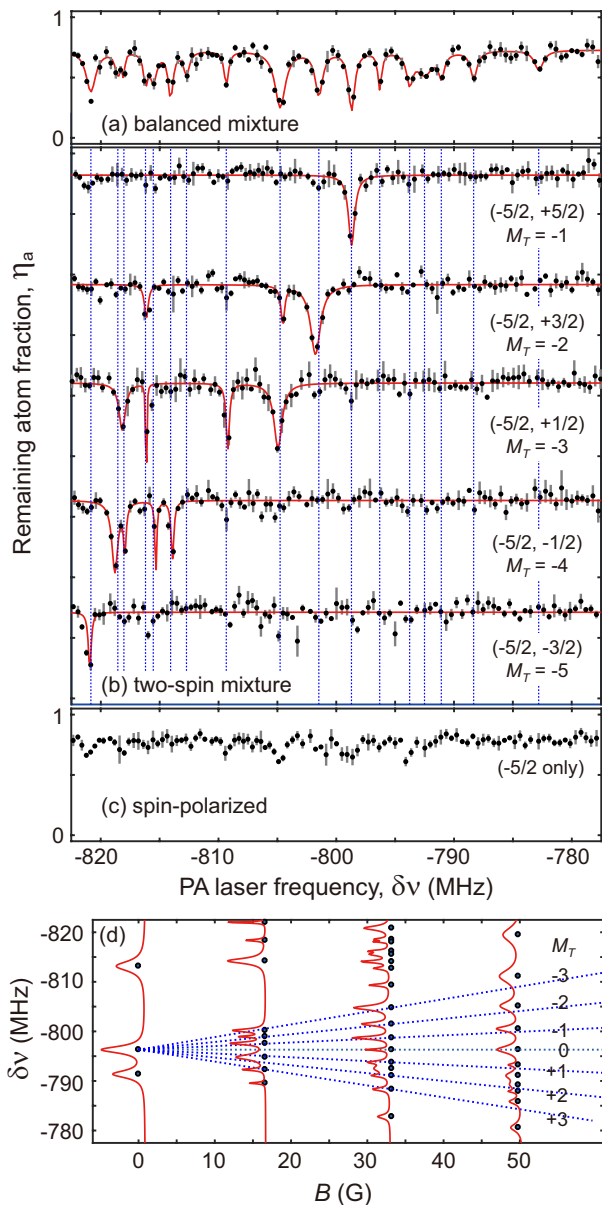 1
0
(a) balanced mixture
(-5/2, +5/2)
M_T = -1
(-5/2, +3/2)
M_T = -2
(-5/2, +1/2)
M_T = -3
(-5/2, -1/2)
M_T = -4
(-5/2, -3/2)
M_T = -5
(b) two-spin mixture
Remaining atom fraction, η_a
1
0
(-5/2 only)
(c) spin-polarized
-820 -810 -800 -790 -780
PA laser frequency, δν (MHz)
(d)
M_T
-820
-810
-800
-790
-780
δν (MHz)
-3
-2
-1
0
+1
+2
+3
0 10 20 30 40 50
B (G)